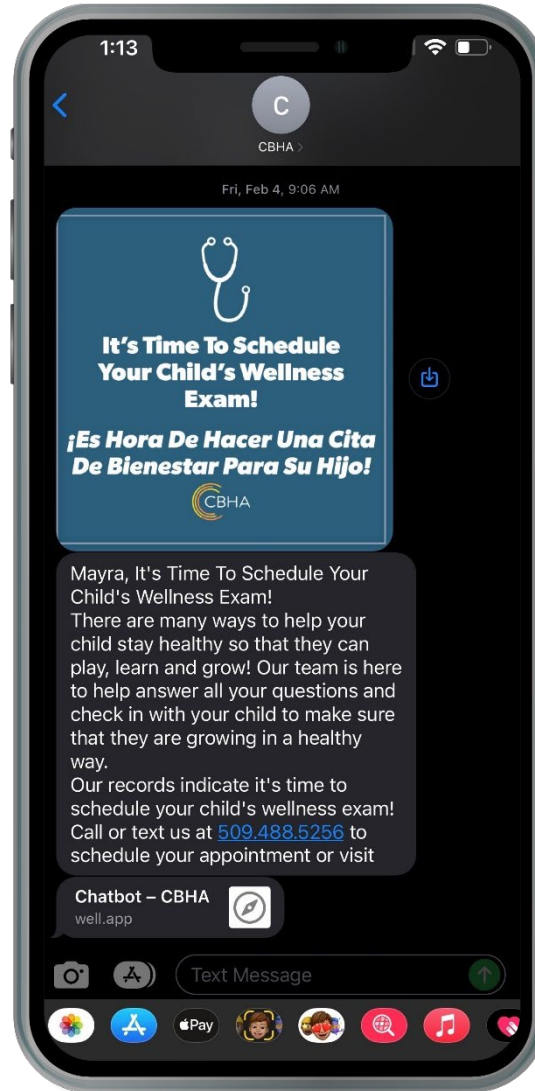 1:13
C
CBHA >
Fri, Feb 4, 9:06 AM
It's Time To Schedule
Your Child's Wellness
Exam!
¡Es Hora De Hacer Una Cita
De Bienestar Para Su Hijo!
CBHA
Mayra, It's Time To Schedule Your
Child's Wellness Exam!
There are many ways to help your
child stay healthy so that they can
play, learn and grow! Our team is here
to help answer all your questions and
check in with your child to make sure
that they are growing in a healthy
way.
Our records indicate it's time to
schedule your child's wellness exam!
Call or text us at 509.488.5256 to
schedule your appointment or visit
Chatbot – CBHA
well.app
Text Message
Pay